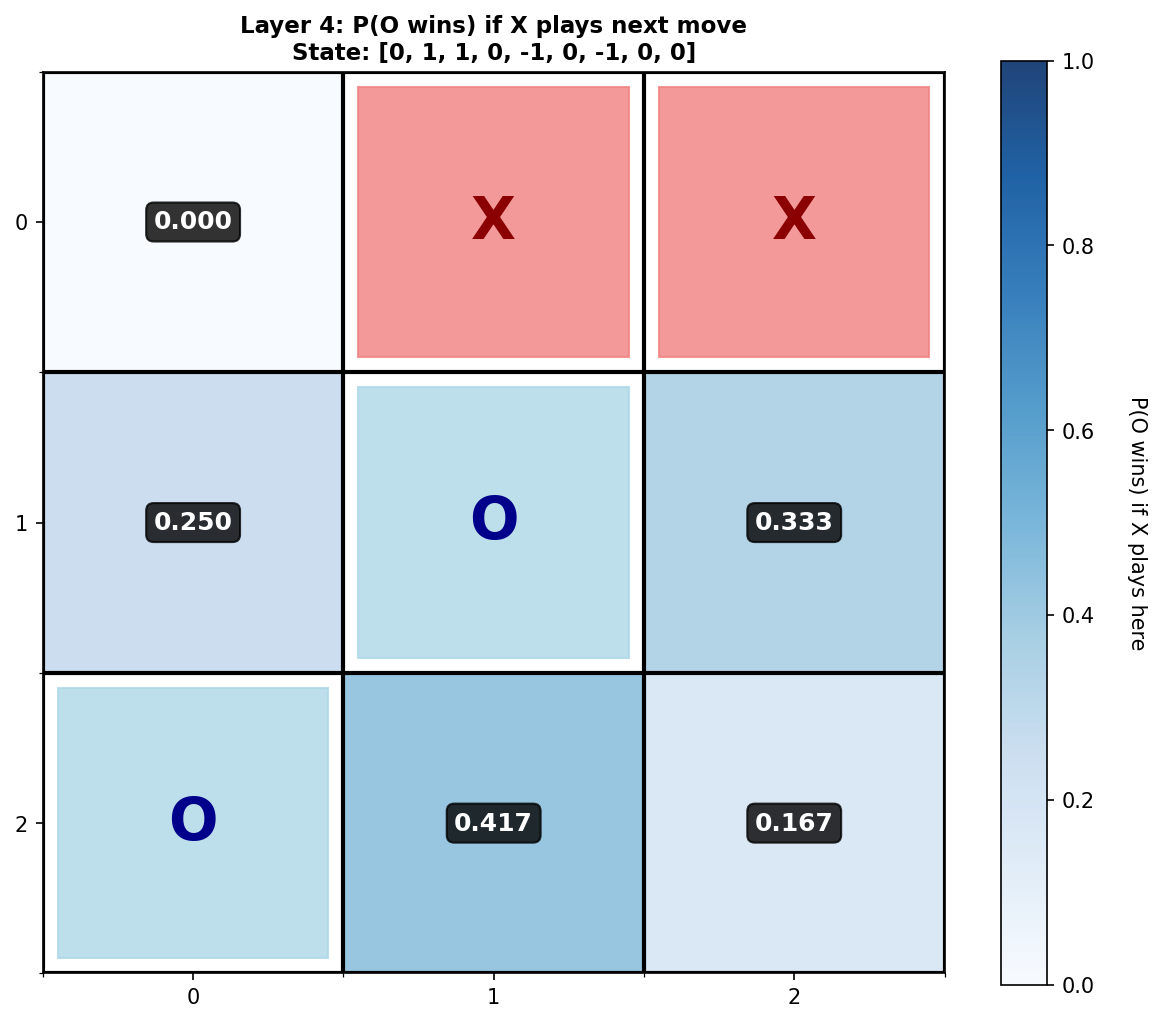 Layer 4: P(O wins) if X plays next move
State: [0, 1, 1, 0, -1, 0, -1, 0, 0]
0
0.000
X
X
1
0.250
O
0.333
2
O
0.417
0.167
0
1
2
1.0
0.8
0.6
0.4
0.2
0.0
P(O wins) if X plays here